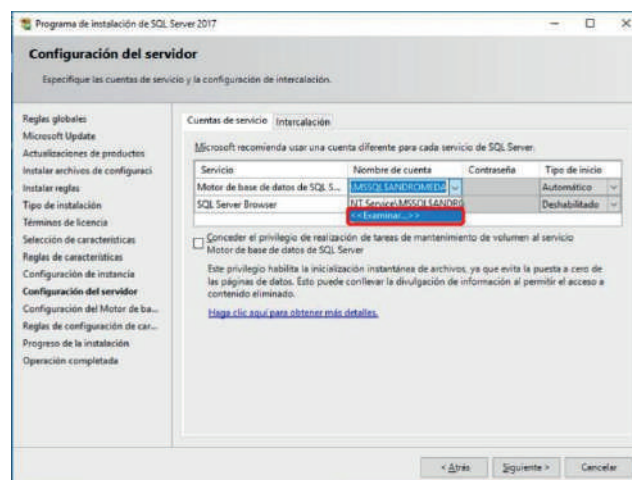 Programa de instalación de SQL Server 2017
Configuración del servidor
Especifique las cuentas de servicio y la configuración de intercalación.
Reglas globales
Microsoft Update
Actualizaciones de productos
Instalar archivos de configuraci
Instalar reglas
Tipo de instalación
Términos de licencia
Selección de características
Reglas de características
Configuración de instancia
Configuración del servidor
Configuración del Motor de ba...
Reglas de configuración de car...
Progreso de la instalación
Operación completada
Cuentas de servicio Intercalación
Microsoft recomienda usar una cuenta diferente para cada servicio de SQL Server.
Servicio Nombre de cuenta Contraseña Tipo de inicio
Motor de base de datos de SQL S... \MSSQLSANDROMEDA Automático
SQL Server Browser NT Service\MSSQLSANDRO Deshabilitado
<<Examinar...>>
Conceder el privilegio de realización de tareas de mantenimiento de volumen al servicio
Motor de base de datos de SQL Server
Este privilegio habilita la inicialización instantánea de archivos, ya que evita la puesta a cero de
las páginas de datos. Esto puede conllevar la divulgación de información al permitir el acceso a
contenido eliminado.
Haga clic aquí para obtener más detalles.
< Atrás Siguiente > Cancelar